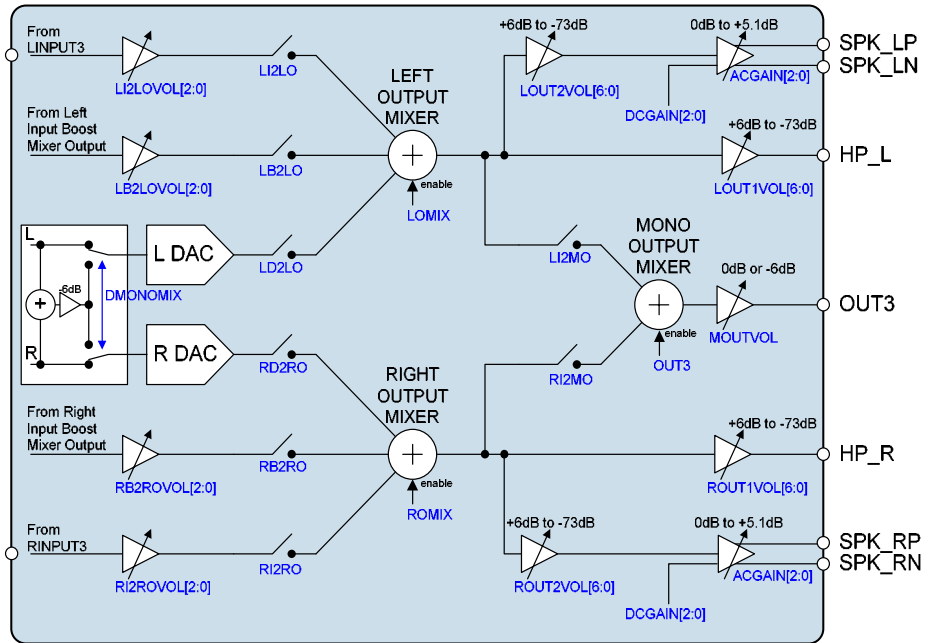 From
LINPUT3
LI2LOVOL[2:0]
LI2LO
From Left
Input Boost
Mixer Output
LB2LOVOL[2:0]
LB2LO
LEFT
OUTPUT
MIXER
+
enable
LOMIX
+6dB to -73dB
LOUT2VOL[6:0]
0dB to +5.1dB
ACGAIN[2:0]
DCGAIN[2:0]
SPK_LP
SPK_LN
+6dB to -73dB
LOUT1VOL[6:0]
HP_L
L
R
+
-6dB
DMONOMIX
L DAC
LD2LO
R DAC
RD2RO
LI2MO
RI2MO
MONO
OUTPUT
MIXER
+
enable
OUT3
0dB or -6dB
MOUTVOL
OUT3
From Right
Input Boost
Mixer Output
RB2ROVOL[2:0]
RB2RO
RIGHT
OUTPUT
MIXER
+
enable
ROMIX
+6dB to -73dB
ROUT1VOL[6:0]
HP_R
From
RINPUT3
RI2ROVOL[2:0]
RI2RO
+6dB to -73dB
ROUT2VOL[6:0]
0dB to +5.1dB
ACGAIN[2:0]
DCGAIN[2:0]
SPK_RP
SPK_RN